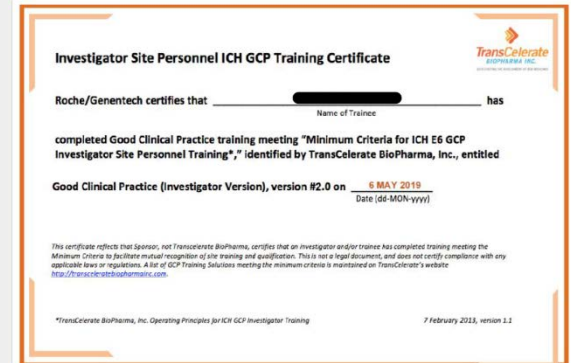 TransCelerate
BIOPHARMA INC.
Investigator Site Personnel ICH GCP Training Certificate
Roche/Genentech certifies that has
Name of Trainee
completed Good Clinical Practice training meeting "Minimum Criteria for ICH E6 GCP
Investigator Site Personnel Training*," identified by TransCelerate BioPharma, Inc., entitled
Good Clinical Practice (Investigator Version), version #2.0 on 6 MAY 2019
Date (dd-MON-yyyy)
This certificate reflects that Sponsor, not Transcelerate BioPharma, certifies that an investigator and/or trainee has completed training meeting the
Minimum Criteria to facilitate mutual recognition of site training and qualification. This is not a legal document, and does not certify compliance with any
applicable laws or regulations. A list of GCP Training Solutions meeting the minimum criteria is maintained on TransCelerate's website
http://transceleratebiopharmainc.com.
*TransCelerate BioPharma, Inc. Operating Principles for ICH GCP Investigator Training 7 February 2013, version 1.1